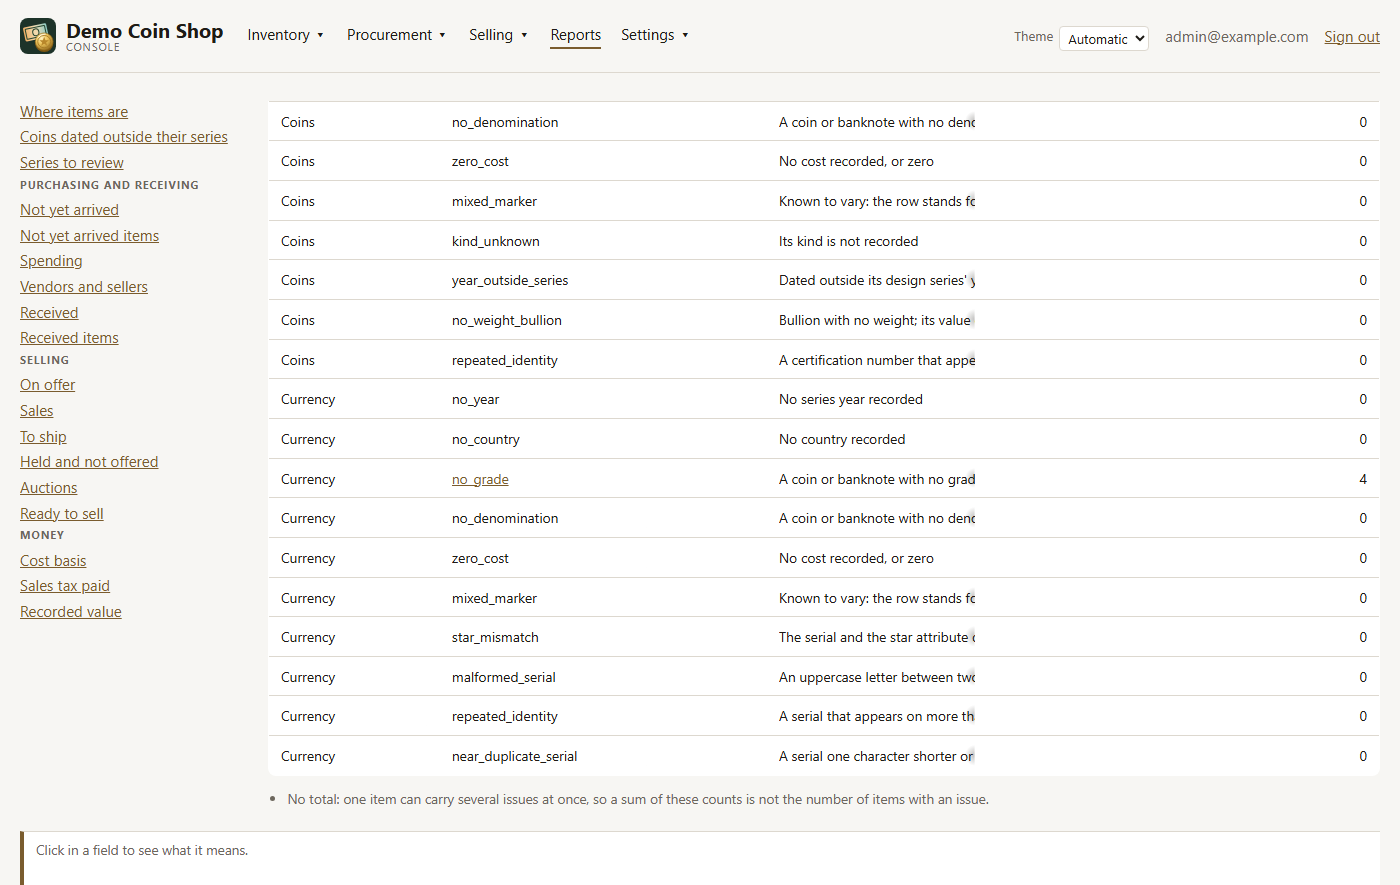 Demo Coin Shop
CONSOLE
Inventory ▼ Procurement ▼ Selling ▼ Reports Settings ▼
Theme Automatic admin@example.com Sign out
Where items are
Coins dated outside their series
Series to review
PURCHASING AND RECEIVING
Not yet arrived
Not yet arrived items
Spending
Vendors and sellers
Received
Received items
SELLING
On offer
Sales
To ship
Held and not offered
Auctions
Ready to sell
MONEY
Cost basis
Sales tax paid
Recorded value
Coins no_denomination A coin or banknote with no 0
Coins zero_cost No cost recorded, or zero 0
Coins mixed_marker Known to vary: the row stands 0
Coins kind_unknown Its kind is not recorded 0
Coins year_outside_series Dated outside its design series' 0
Coins no_weight_bullion Bullion with no weight; its value 0
Coins repeated_identity A certification number that appe 0
Currency no_year No series year recorded 0
Currency no_country No country recorded 0
Currency no_grade A coin or banknote with no grad 4
Currency no_denomination A coin or banknote with no 0
Currency zero_cost No cost recorded, or zero 0
Currency mixed_marker Known to vary: the row stands 0
Currency star_mismatch The serial and the star attribute 0
Currency malformed_serial An uppercase letter between 0
Currency repeated_identity A serial that appears on more th 0
Currency near_duplicate_serial A serial one character shorter or 0
• No total: one item can carry several issues at once, so a sum of these counts is not the number of items with an issue.
Click in a field to see what it means.